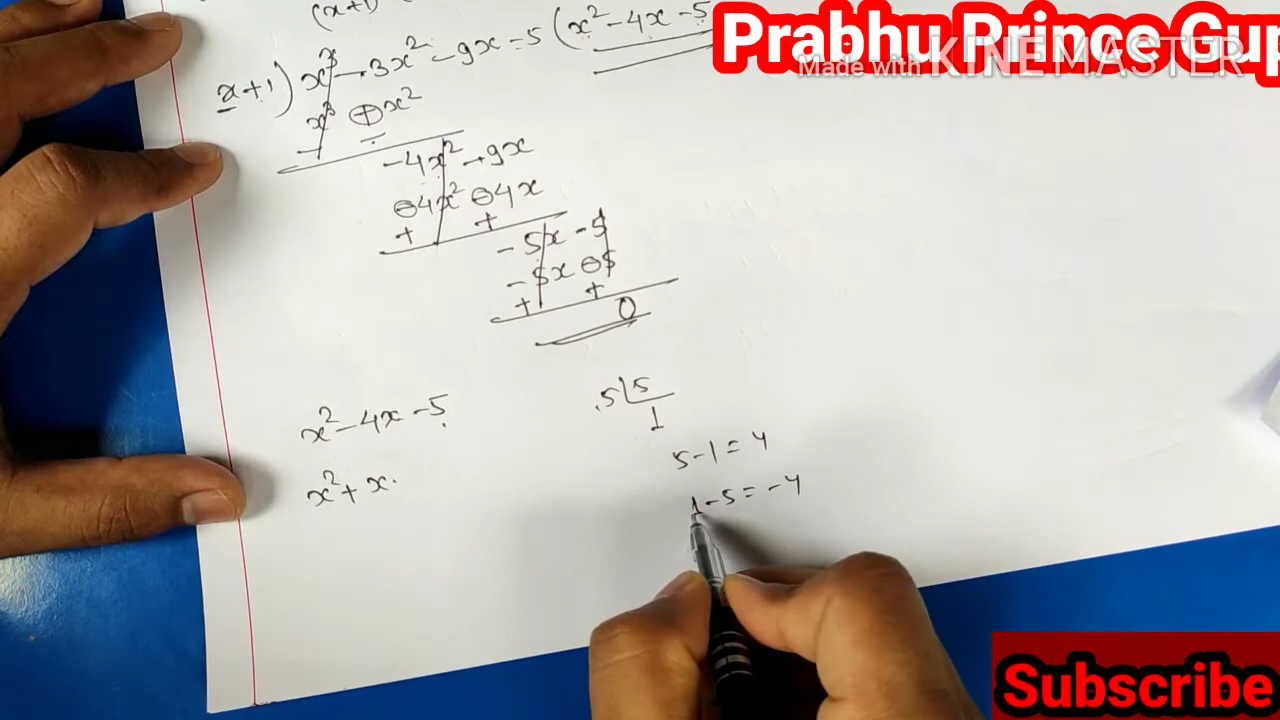 (x+1)
x+1) x³ - 3x² - 9x - 5 (x² - 4x - 5
x³ + x²
-
-
-4x² - 9x
-4x² - 4x
+ +
-5x - 5
-5x - 5
+ +
0
x² - 4x - 5
x² + x
5 5
1
5 - 1 = 4
1 - 5 = -4
Prabhu Prince Gup
Made with KINEMASTER
Subscribe